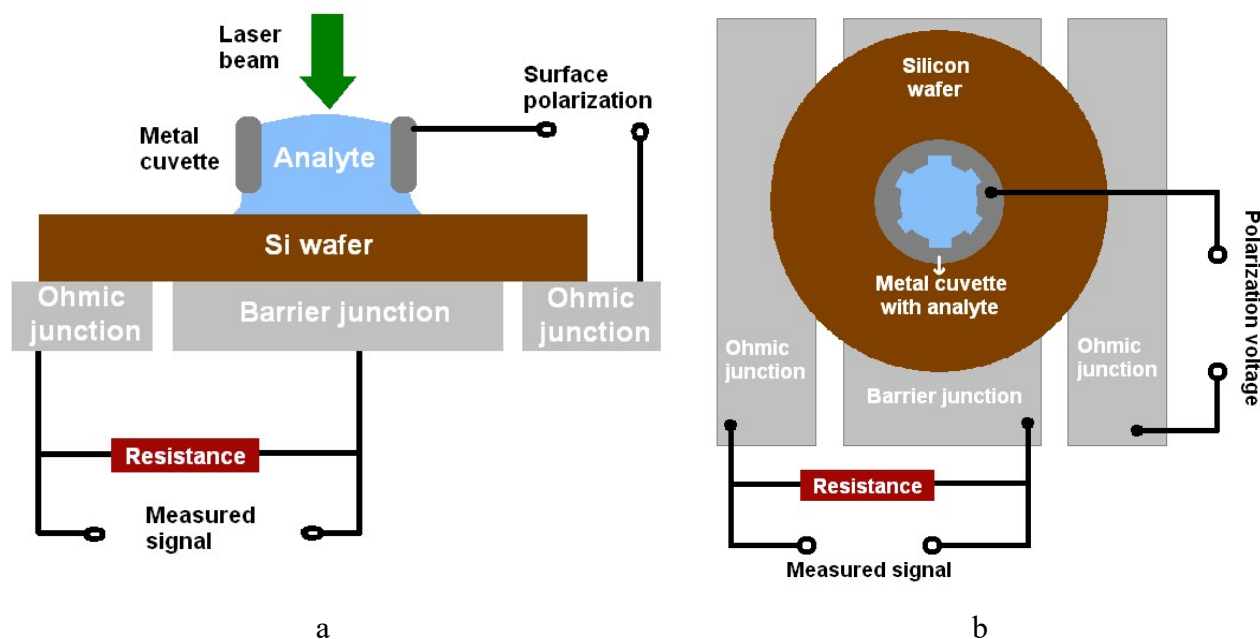 Laser
beam
Surface
polarization
Metal
cuvette
Analyte
Si wafer
Ohmic
junction
Barrier junction
Ohmic
junction
Resistance
Measured
signal
a
Silicon
wafer
Metal cuvette
with analyte
Ohmic
junction
Barrier junction
Ohmic
junction
Polarization voltage
Resistance
Measured signal
b